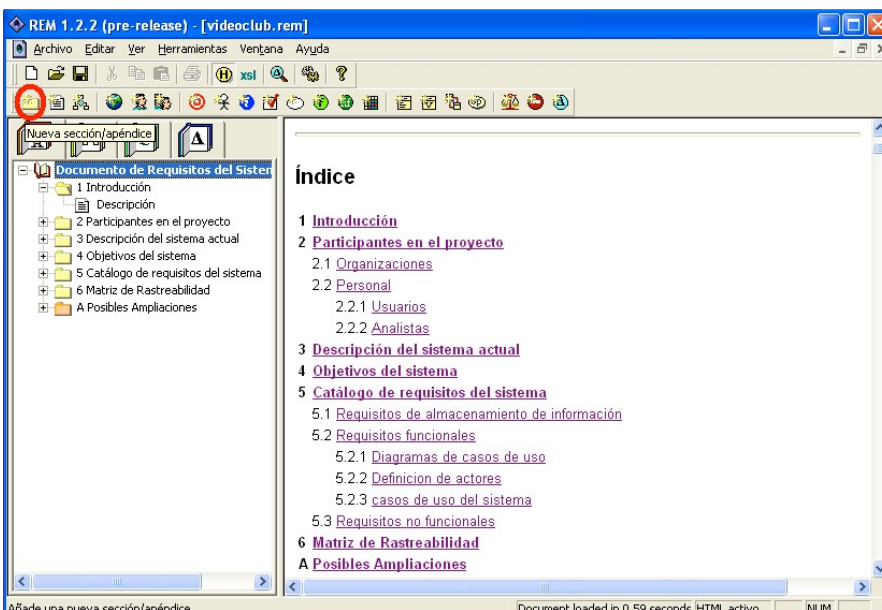 REM 1.2.2 (pre-release) - [videoclub.rem]
Archivo Editar Ver Herramientas Ventana Ayuda
H xsl
Nueva sección/apéndice
A
Documento de Requisitos del Sisten
1 Introducción
Descripción
2 Participantes en el proyecto
3 Descripción del sistema actual
4 Objetivos del sistema
5 Catálogo de requisitos del sistema
6 Matriz de Rastreabilidad
A Posibles Ampliaciones
Índice
1 Introducción
2 Participantes en el proyecto
2.1 Organizaciones
2.2 Personal
2.2.1 Usuarios
2.2.2 Analistas
3 Descripción del sistema actual
4 Objetivos del sistema
5 Catálogo de requisitos del sistema
5.1 Requisitos de almacenamiento de información
5.2 Requisitos funcionales
5.2.1 Diagramas de casos de uso
5.2.2 Definicion de actores
5.2.3 casos de uso del sistema
5.3 Requisitos no funcionales
6 Matriz de Rastreabilidad
A Posibles Ampliaciones
Añade una nueva sección/apéndice Document loaded in 0.59 seconds HTML activo NUM